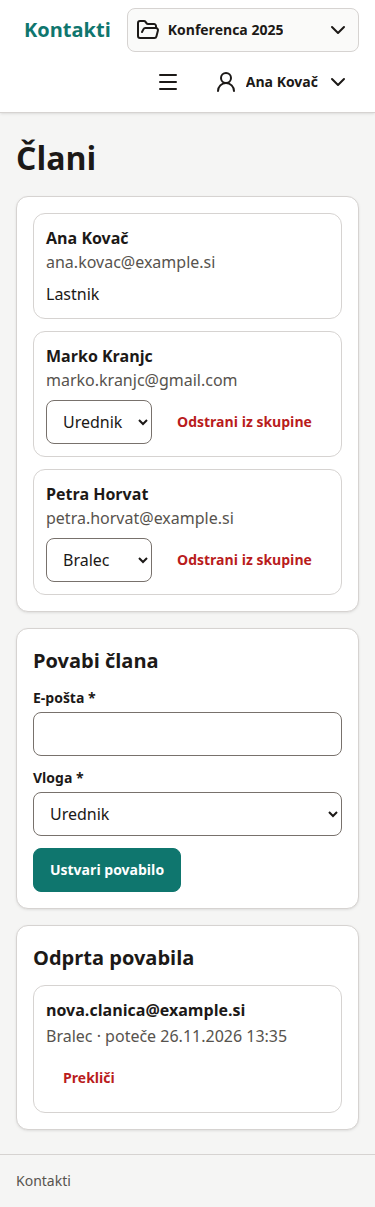 Kontakti
Konferenca 2025
Ana Kovač
Člani
Ana Kovač
ana.kovac@example.si
Lastnik
Marko Kranjc
marko.kranjc@gmail.com
Urednik
Odstrani iz skupine
Petra Horvat
petra.horvat@example.si
Bralec
Odstrani iz skupine
Povabi člana
E-pošta *
Vloga *
Urednik
Ustvari povabilo
Odprta povabila
nova.clanica@example.si
Bralec · poteče 26.11.2026 13:35
Prekliči
Kontakti